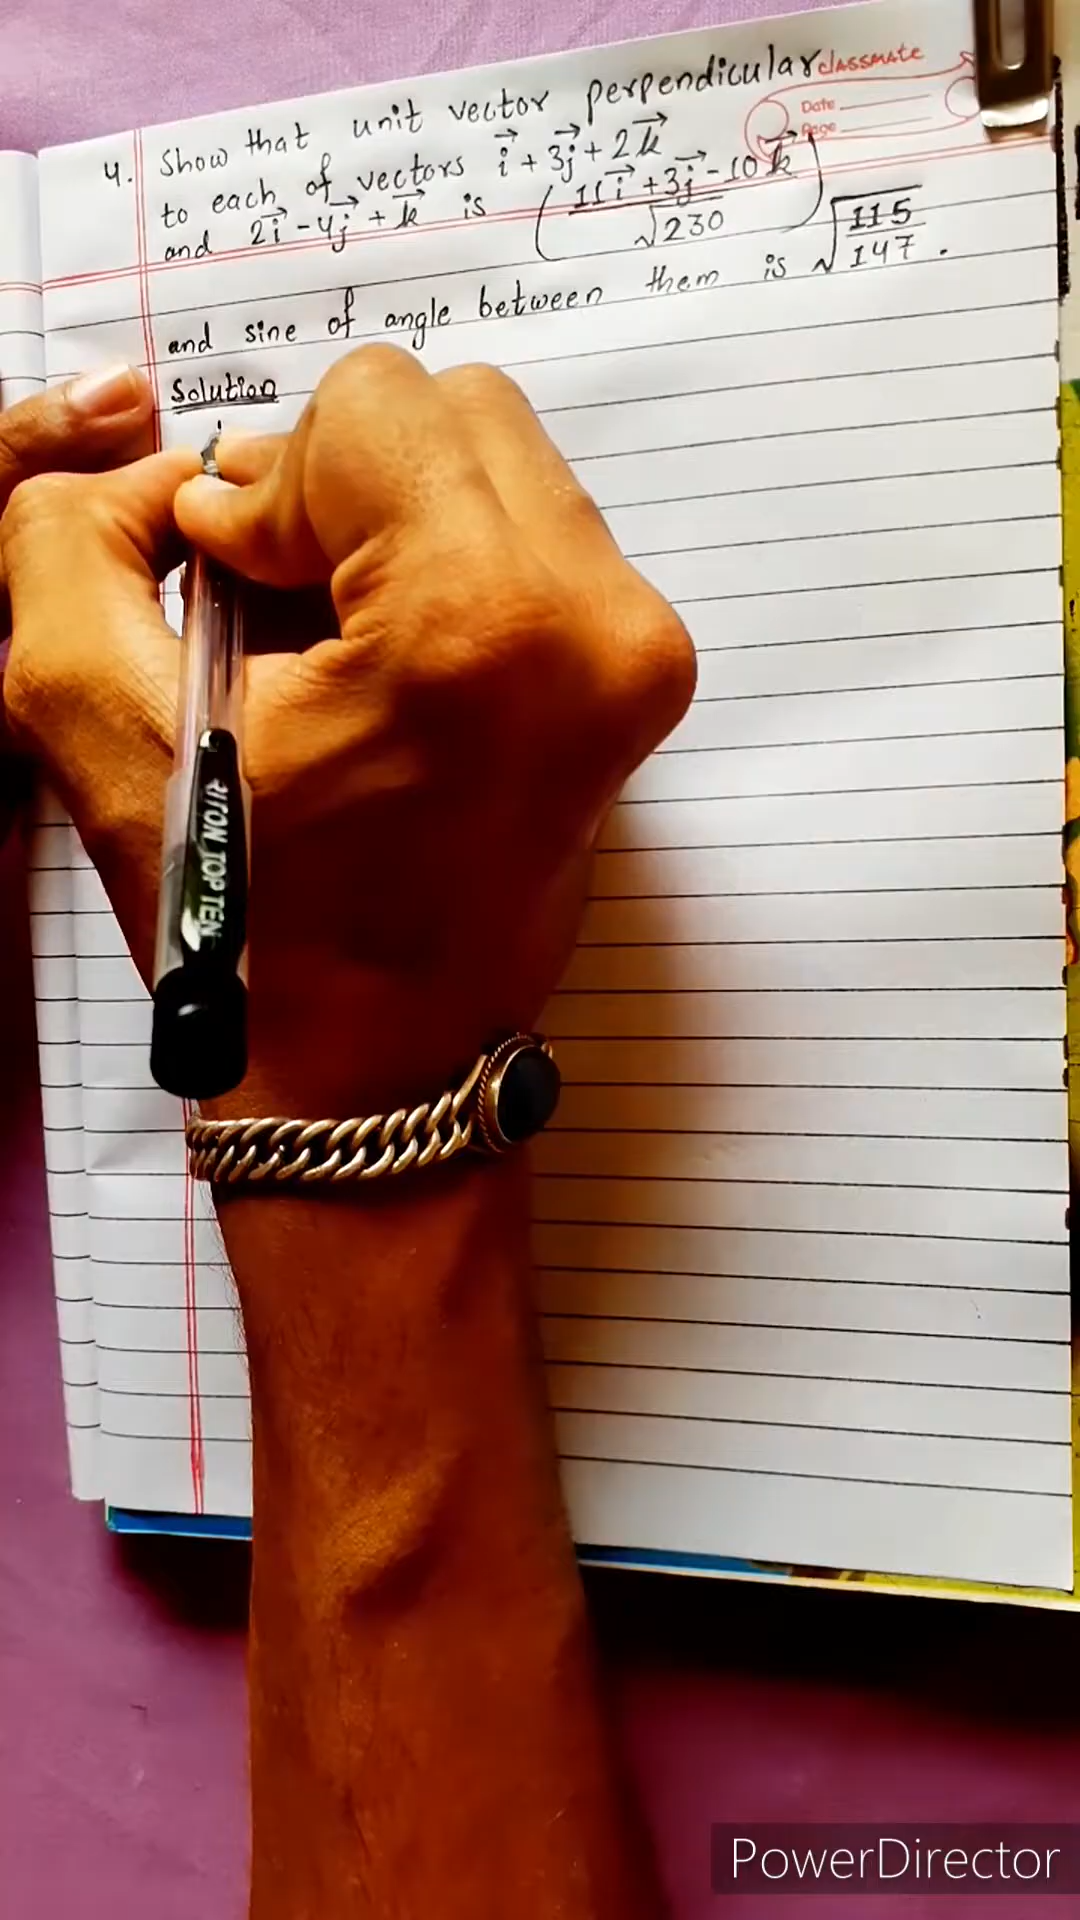 4. Show that unit vector perpendicular
classmate
Date
Page
to each of vectors i⃗ + 3j⃗ + 2k⃗
and 2i⃗ - 4j⃗ + k⃗ is (11i⃗ + 3j⃗ - 10k⃗ / √230)
and sine of angle between them is √115/147 .
Solution
RITON TOP TEN
PowerDirector